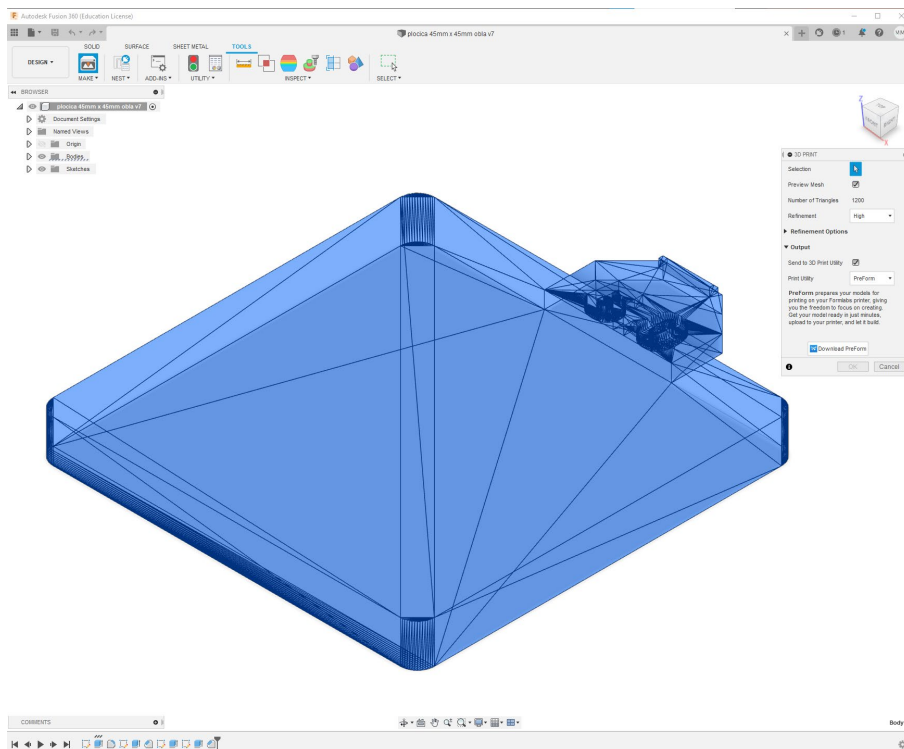 Autodesk Fusion 360 (Education License)
plocica 45mm x 45mm obla v7
1
SOLID SURFACE SHEET METAL TOOLS
DESIGN
MAKE NEST ADD-INS UTILITY INSPECT SELECT
BROWSER
plocica 45mm x 45mm obla v7
Document Settings
Named Views
Origin
Bodies
Sketches
Z
TOP
FRONT RIGHT
X
3D PRINT
Selection
Preview Mesh
Number of Triangles 1200
Refinement High
Refinement Options
Output
Send to 3D Print Utility
Print Utility PreForm
PreForm prepares your models for
printing on your Formlabs printer, giving
you the freedom to focus on creating.
Get your model ready in just minutes,
upload to your printer, and let it build.
Download PreForm
OK Cancel
COMMENTS
Body